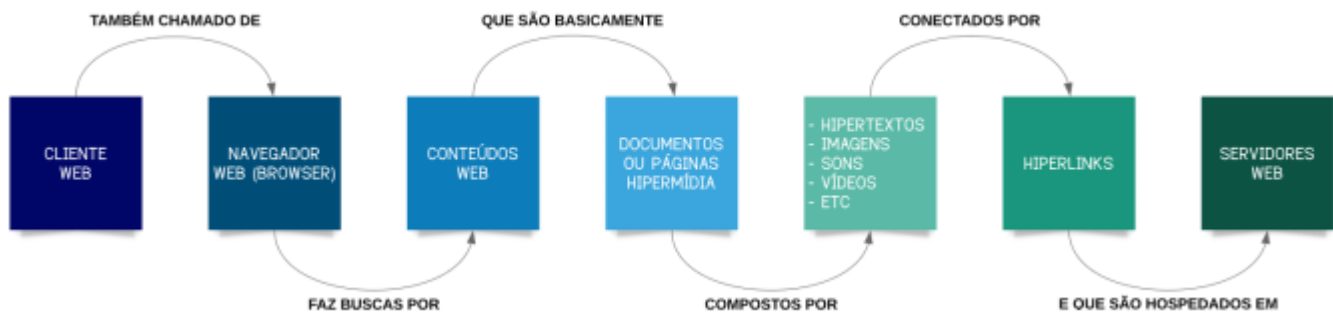 TAMBÉM CHAMADO DE
QUE SÃO BASICAMENTE
CONECTADOS POR
CLIENTE
WEB
NAVEGADOR
WEB (BROWSER)
CONTEÚDOS
WEB
DOCUMENTOS
OU PÁGINAS
HIPERMÍDIA
- HIPERTEXTOS
- IMAGENS
- SONS
- VÍDEOS
- ETC
HIPERLINKS
SERVIDORES
WEB
FAZ BUSCAS POR
COMPOSTOS POR
E QUE SÃO HOSPEDADOS EM